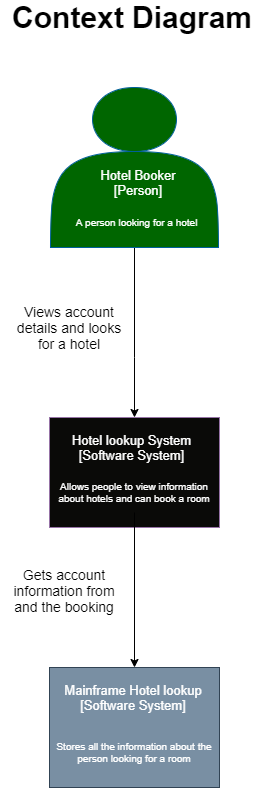 Context Diagram
Hotel Booker
[Person]
A person looking for a hotel
Views account
details and looks
for a hotel
Hotel lookup System
[Software System]
Allows people to view information
about hotels and can book a room
Gets account
information from
and the booking
Mainframe Hotel lookup
[Software System]
Stores all the information about the
person looking for a room